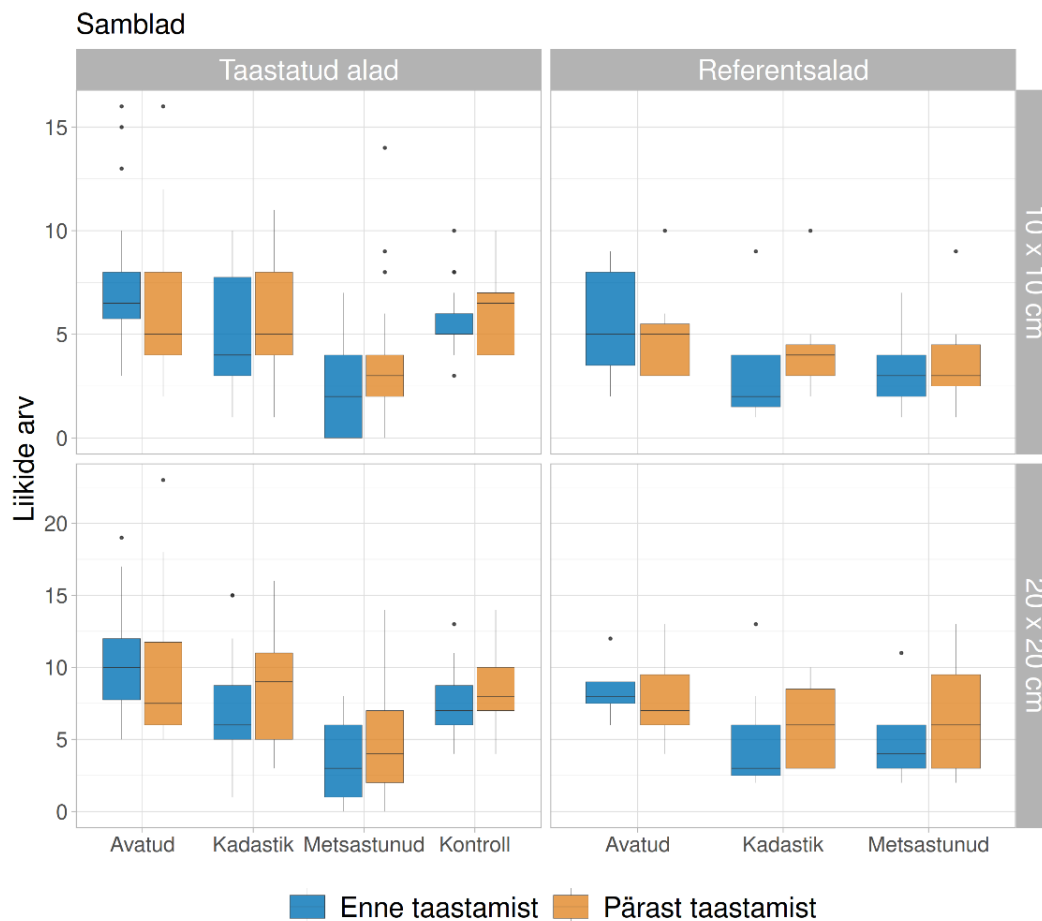 Samblad
Taastatud alad
Referentsalad
15
10
5
0
10 x 10 cm
Liikide arv
20
15
10
5
0
20 x 20 cm
Avatud Kadastik Metsastunud Kontroll
Avatud Kadastik Metsastunud
Enne taastamist Pärast taastamist